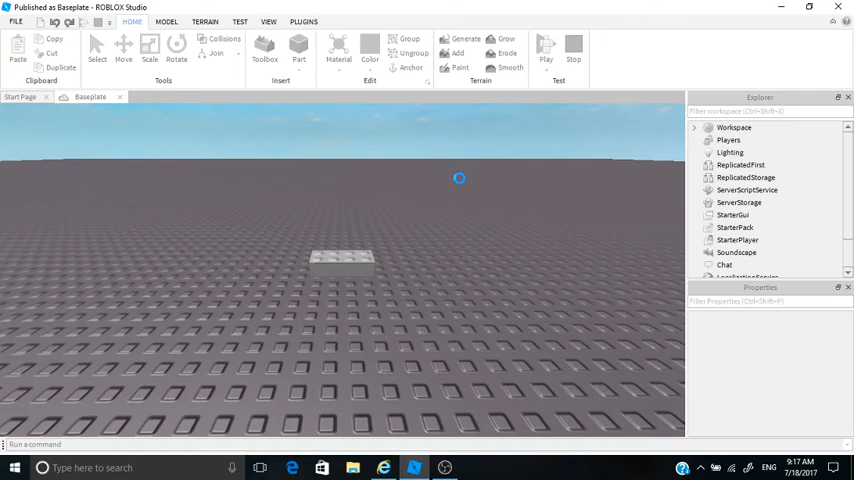 Published as Baseplate - ROBLOX Studio
FILE HOME MODEL TERRAIN TEST VIEW PLUGINS
Paste Copy Cut Duplicate
Clipboard
Select Move Scale Rotate Collisions Join
Tools
Toolbox Part
Insert
Material Color Group Ungroup Anchor
Edit
Generate Grow
Add Erode
Paint Smooth
Terrain
Play Stop
Test
Start Page
Baseplate
Explorer
Filter workspace (Ctrl+Shift+X)
Workspace
Players
Lighting
ReplicatedFirst
ReplicatedStorage
ServerScriptService
ServerStorage
StarterGui
StarterPack
StarterPlayer
Soundscape
Chat
LocalizationService
Properties
Filter Properties (Ctrl+Shift+P)
Run a command
Type here to search
ENG
9:17 AM
7/18/2017